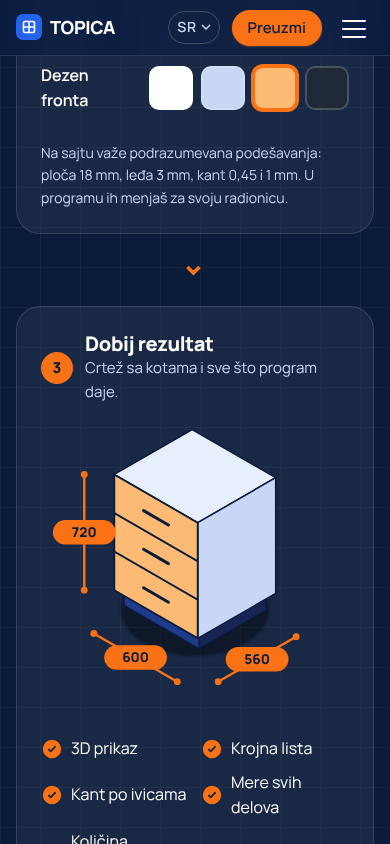 TOPICA
SR
Preuzmi
Dezen
fronta
Na sajtu važe podrazumevana podešavanja:
ploča 18 mm, leđa 3 mm, kant 0,45 i 1 mm. U
programu ih menjaš za svoju radionicu.
3
Dobij rezultat
Crtež sa kotama i sve što program
daje.
720
600
560
3D prikaz
Krojna lista
Kant po ivicama
Mere svih
delova
Količina